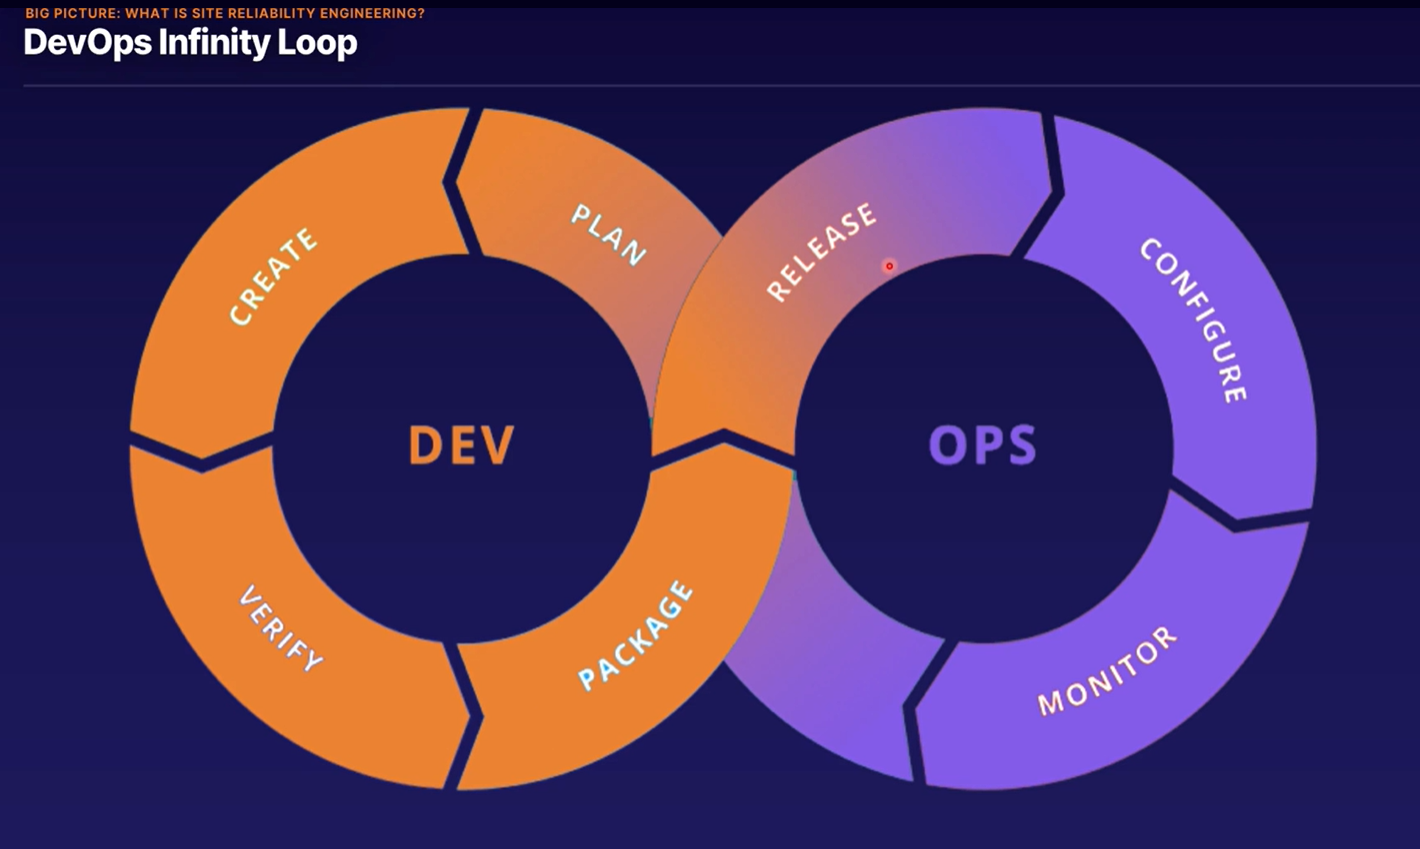 BIG PICTURE: WHAT IS SITE RELIABILITY ENGINEERING?
DevOps Infinity Loop
PLAN
CREATE
VERIFY
PACKAGE
RELEASE
CONFIGURE
MONITOR
DEV
OPS